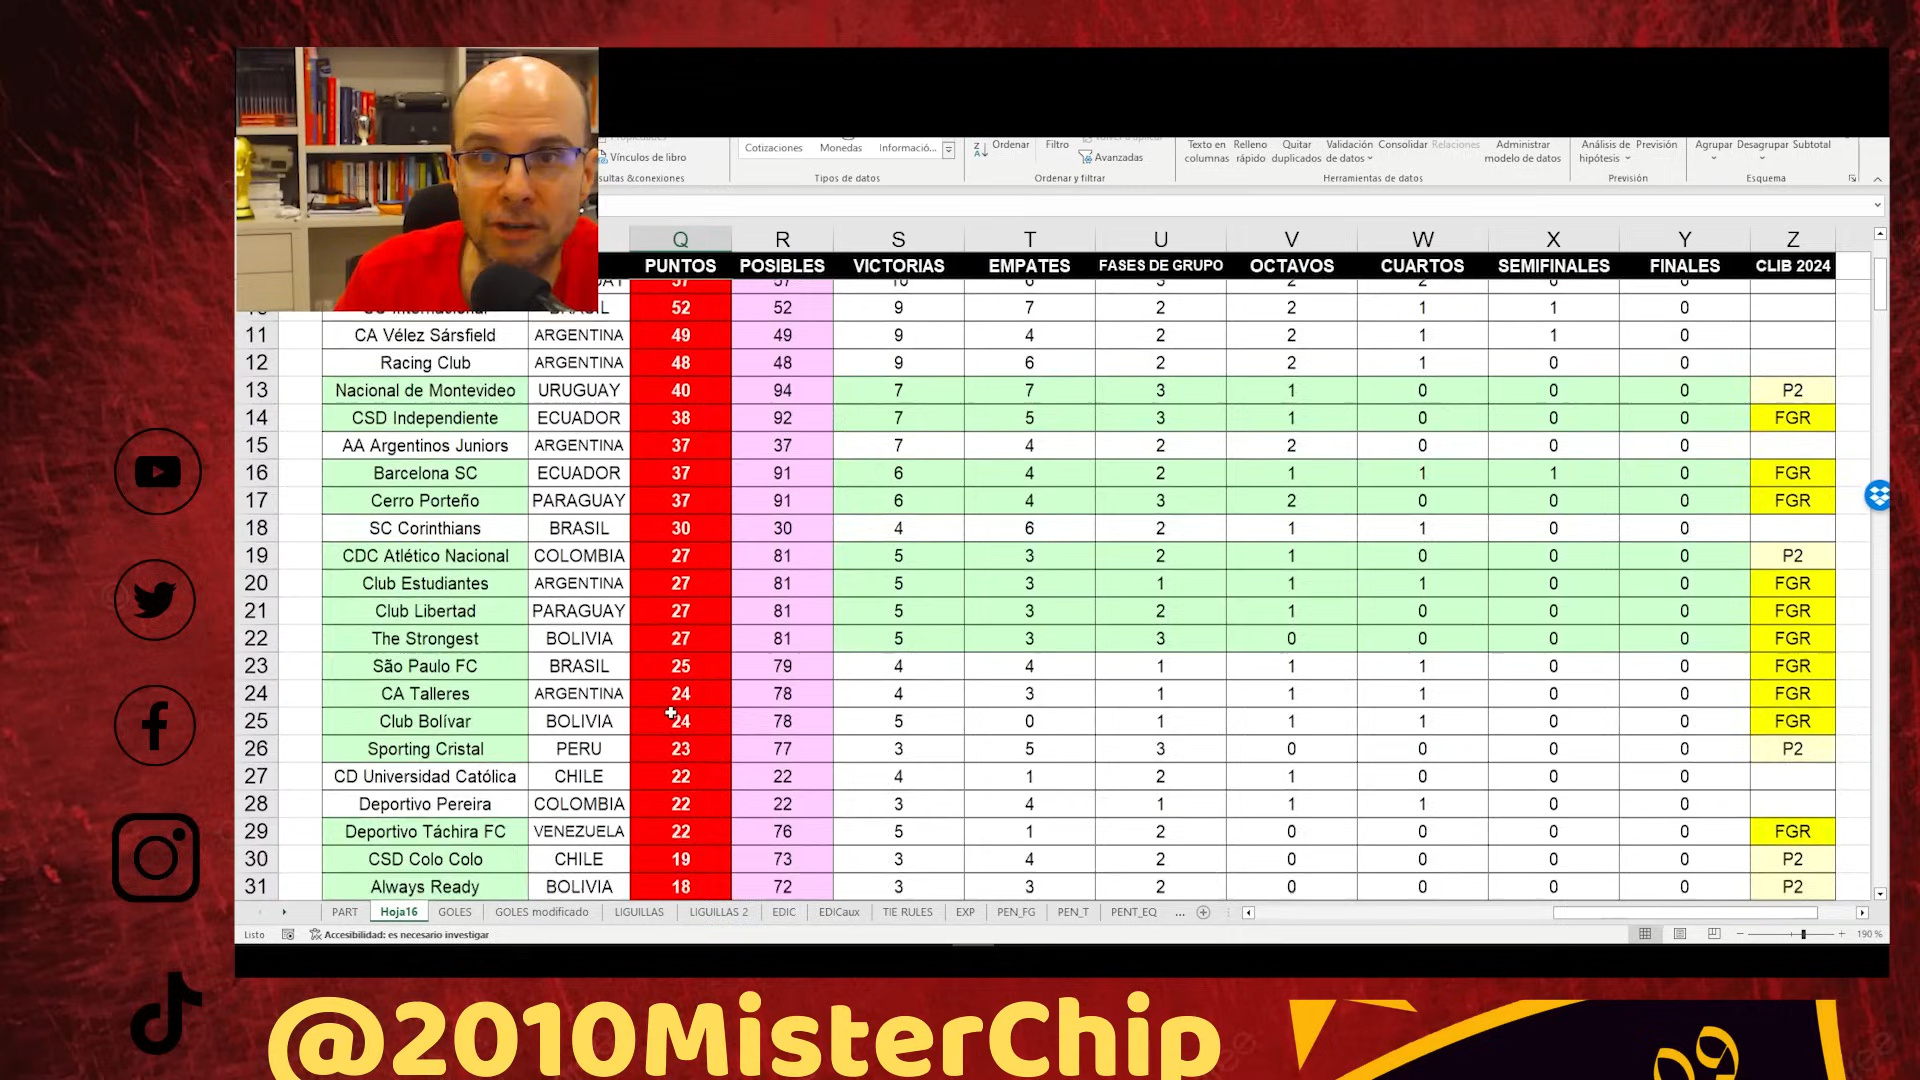 Vínculos de libro
sultas &conexiones
Cotizaciones Monedas Informació...
Tipos de datos
Ordenar Filtro Avanzadas
Ordenar y filtrar
Texto en columnas Relleno rápido Quitar duplicados Validación de datos Consolidar Relaciones Administrar modelo de datos
Herramientas de datos
Análisis de hipótesis Previsión
Previsión
Agrupar Desagrupar Subtotal
Esquema
Q R S T U V W X Y Z
PUNTOS POSIBLES VICTORIAS EMPATES FASES DE GRUPO OCTAVOS CUARTOS SEMIFINALES FINALES CLIB 2024
52 52 9 7 2 2 1 1 0
11 CA Vélez Sársfield ARGENTINA 49 49 9 4 2 2 1 1 0
12 Racing Club ARGENTINA 48 48 9 6 2 2 1 0 0
13 Nacional de Montevideo URUGUAY 40 94 7 7 3 1 0 0 0 P2
14 CSD Independiente ECUADOR 38 92 7 5 3 1 0 0 0 FGR
15 AA Argentinos Juniors ARGENTINA 37 37 7 4 2 2 0 0 0
16 Barcelona SC ECUADOR 37 91 6 4 2 1 1 1 0 FGR
17 Cerro Porteño PARAGUAY 37 91 6 4 3 2 0 0 0 FGR
18 SC Corinthians BRASIL 30 30 4 6 2 1 1 0 0
19 CDC Atlético Nacional COLOMBIA 27 81 5 3 2 1 0 0 0 P2
20 Club Estudiantes ARGENTINA 27 81 5 3 1 1 1 0 0 FGR
21 Club Libertad PARAGUAY 27 81 5 3 2 1 0 0 0 FGR
22 The Strongest BOLIVIA 27 81 5 3 3 0 0 0 0 FGR
23 São Paulo FC BRASIL 25 79 4 4 1 1 1 0 0 FGR
24 CA Talleres ARGENTINA 24 78 4 3 1 1 1 0 0 FGR
25 Club Bolívar BOLIVIA 24 78 5 0 1 1 1 0 0 FGR
26 Sporting Cristal PERU 23 77 3 5 3 0 0 0 0 P2
27 CD Universidad Católica CHILE 22 22 4 1 2 1 0 0 0
28 Deportivo Pereira COLOMBIA 22 22 3 4 1 1 1 0 0
29 Deportivo Táchira FC VENEZUELA 22 76 5 1 2 0 0 0 0 FGR
30 CSD Colo Colo CHILE 19 73 3 4 2 0 0 0 0 P2
31 Always Ready BOLIVIA 18 72 3 3 2 0 0 0 0 P2
PART Hoja16 GOLES GOLES modificado LIGUILLAS LIGUILLAS 2 EDIC EDICaux TIE RULES EXP PEN_FG PEN_T PENT_EQ ...
Listo Accesibilidad: es necesario investigar 190 %
@2010MisterChip